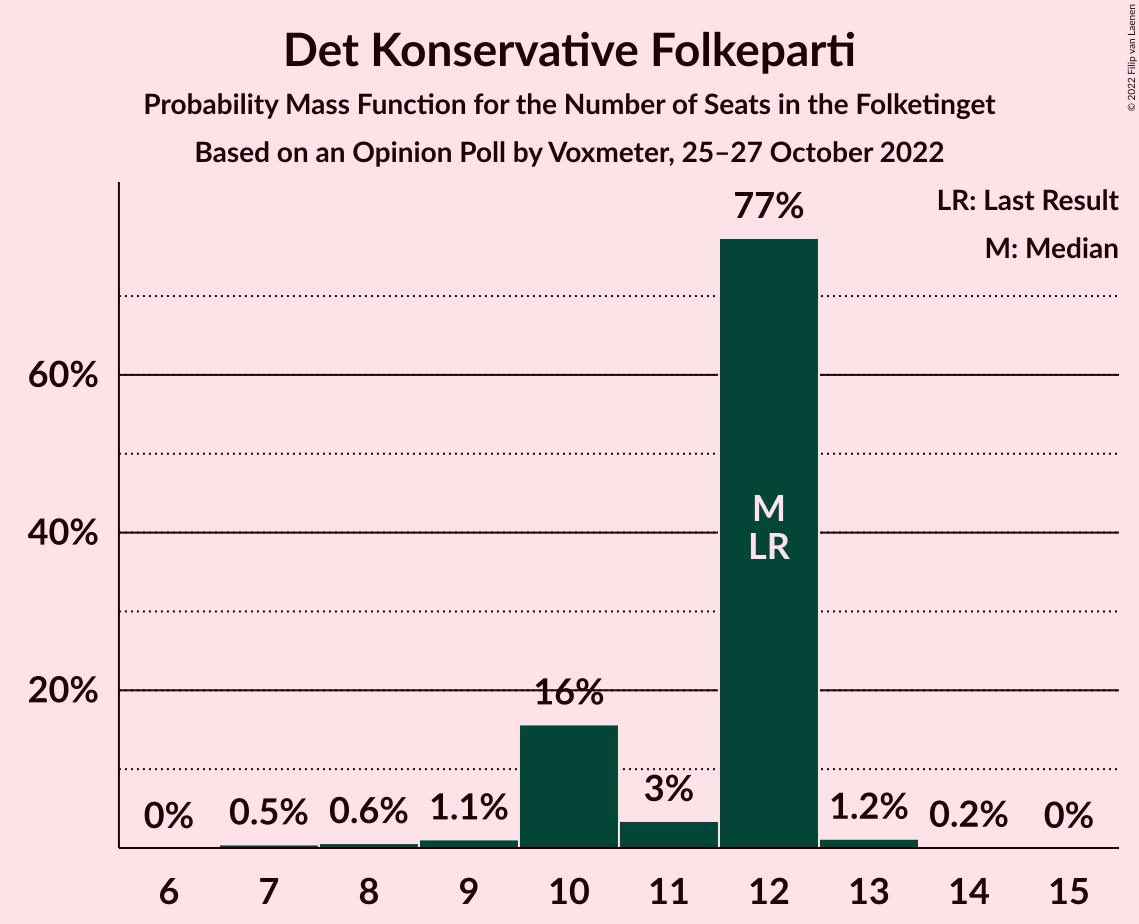 Det Konservative Folkeparti
Probability Mass Function for the Number of Seats in the Folketinget
Based on an Opinion Poll by Voxmeter, 25–27 October 2022
© 2022 Filip van Laenen
LR: Last Result
M: Median
77%
60%
40%
20%
M
LR
16%
3%
0%
0.5%
0.6%
1.1%
1.2%
0.2%
0%
6 7 8 9 10 11 12 13 14 15